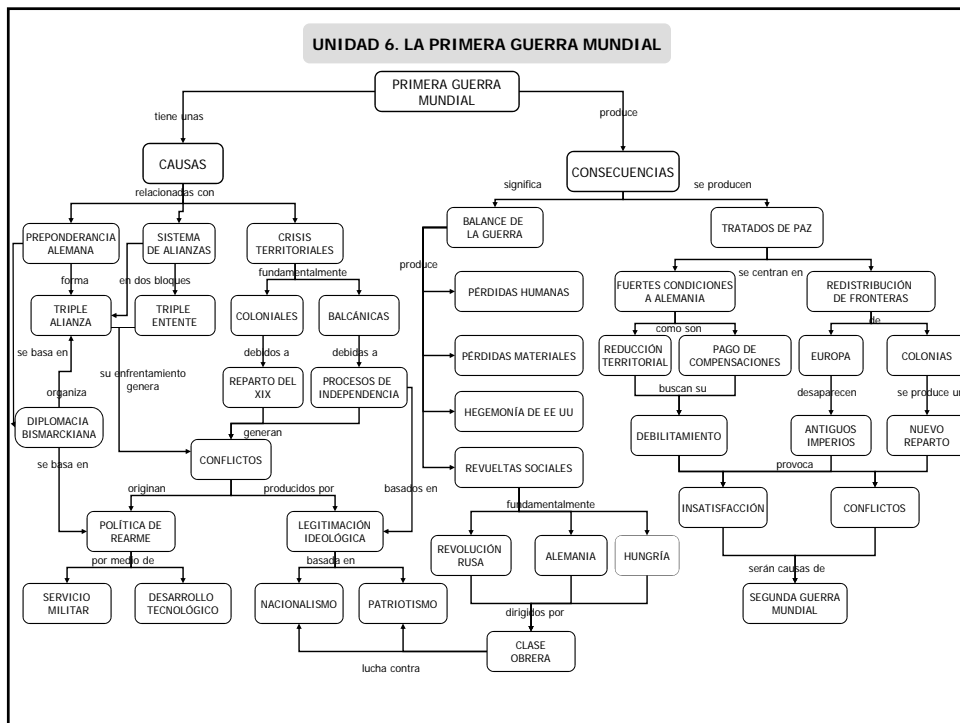 UNIDAD 6. LA PRIMERA GUERRA MUNDIAL
PRIMERA GUERRA
MUNDIAL
tiene unas
produce
CAUSAS
CONSECUENCIAS
relacionadas con
significa
se producen
PREPONDERANCIA
ALEMANA
SISTEMA
DE ALIANZAS
CRISIS
TERRITORIALES
BALANCE DE
LA GUERRA
TRATADOS DE PAZ
forma
en dos bloques
fundamentalmente
produce
se centran en
TRIPLE
ALIANZA
TRIPLE
ENTENTE
COLONIALES
BALCÁNICAS
PÉRDIDAS HUMANAS
FUERTES CONDICIONES
A ALEMANIA
REDISTRIBUCIÓN
DE FRONTERAS
como son
de
se basa en
su enfrentamiento
genera
debidos a
debidas a
PÉRDIDAS MATERIALES
REDUCCIÓN
TERRITORIAL
PAGO DE
COMPENSACIONES
EUROPA
COLONIAS
organiza
REPARTO DEL
XIX
PROCESOS DE
INDEPENDENCIA
buscan su
desaparecen
se produce un
DIPLOMACIA
BISMARCKIANA
generan
HEGEMONÍA DE EE UU
DEBILITAMIENTO
ANTIGUOS
IMPERIOS
NUEVO
REPARTO
se basa en
CONFLICTOS
REVUELTAS SOCIALES
provoca
originan
producidos por
basados en
fundamentalmente
INSATISFACCIÓN
CONFLICTOS
POLÍTICA DE
REARME
LEGITIMACIÓN
IDEOLÓGICA
REVOLUCIÓN
RUSA
ALEMANIA
HUNGRÍA
por medio de
basada en
serán causas de
SERVICIO
MILITAR
DESARROLLO
TECNOLÓGICO
NACIONALISMO
PATRIOTISMO
dirigidos por
SEGUNDA GUERRA
MUNDIAL
CLASE
OBRERA
lucha contra